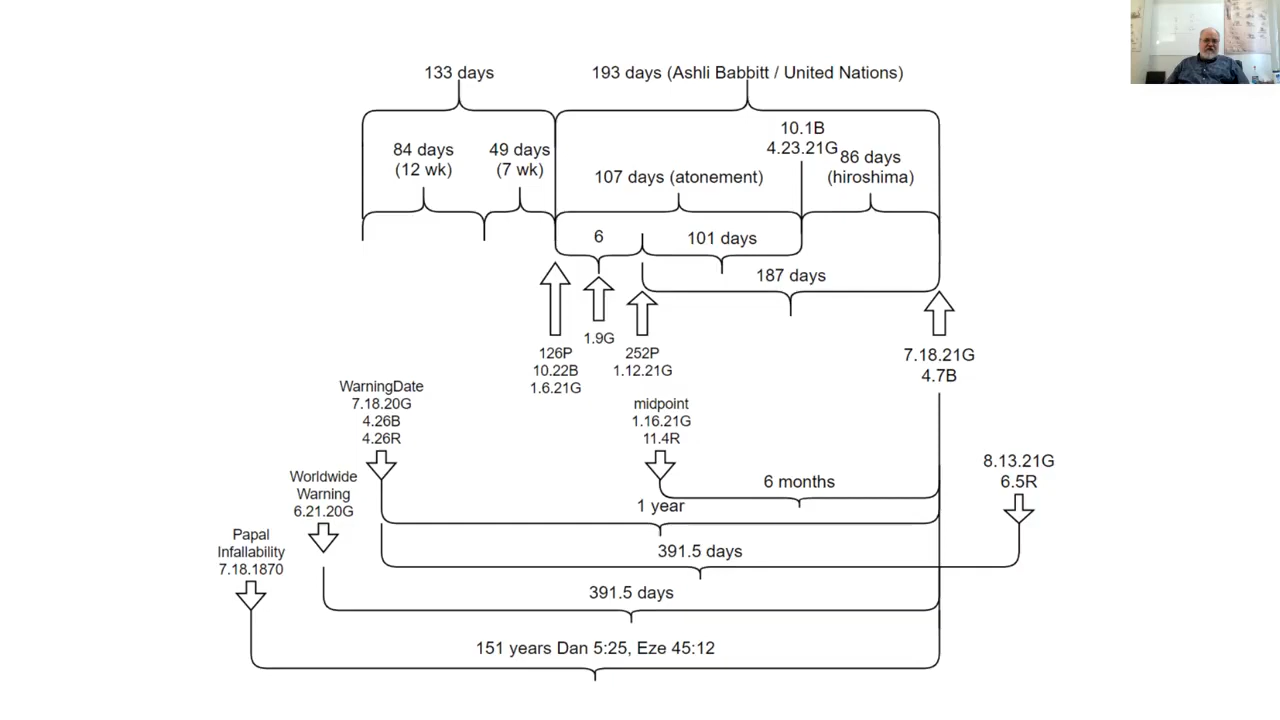 133 days
193 days (Ashli Babbitt / United Nations)
10.1B
4.23.21G
84 days
(12 wk)
49 days
(7 wk)
107 days (atonement)
86 days
(hiroshima)
6
101 days
187 days
1.9G
126P
10.22B
1.6.21G
252P
1.12.21G
7.18.21G
4.7B
WarningDate
7.18.20G
4.26B
4.26R
midpoint
1.16.21G
11.4R
Worldwide
Warning
6.21.20G
8.13.21G
6.5R
6 months
1 year
Papal
Infallability
7.18.1870
391.5 days
391.5 days
151 years Dan 5:25, Eze 45:12